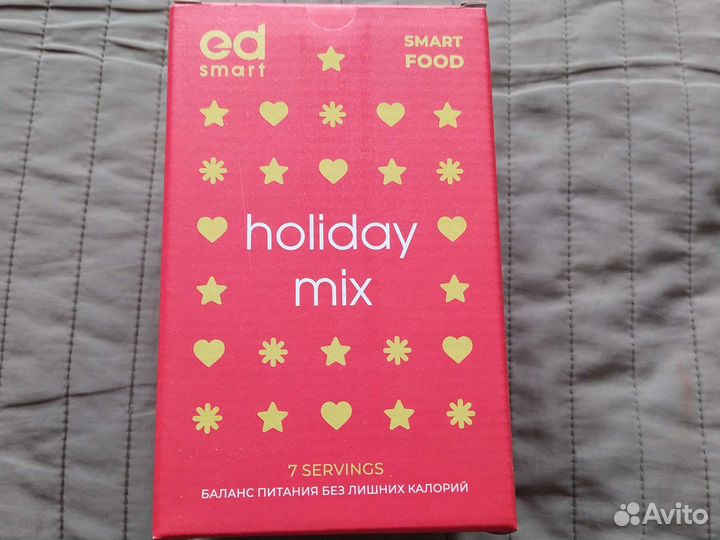 ed
smart
SMART
FOOD
holiday
mix
7 SERVINGS
БАЛАНС ПИТАНИЯ БЕЗ ЛИШНИХ КАЛОРИЙ
Avito